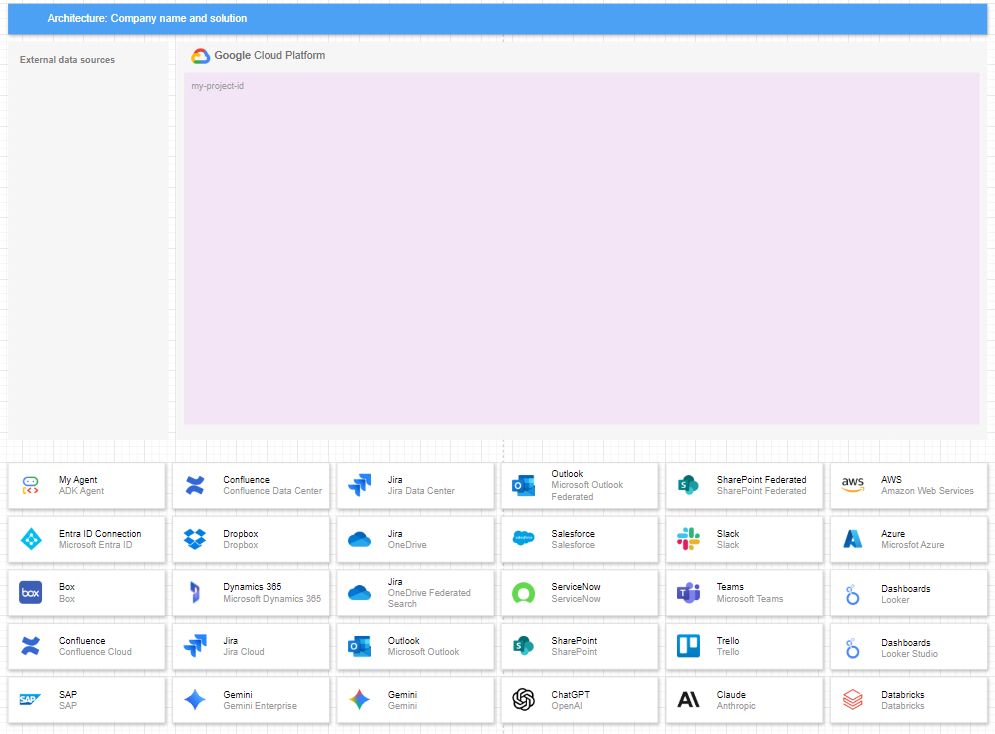 Architecture: Company name and solution
External data sources
Google Cloud Platform
my-project-id
My Agent
ADK Agent
Confluence
Confluence Data Center
Jira
Jira Data Center
Outlook
Microsoft Outlook
Federated
SharePoint Federated
SharePoint Federated
aws
AWS
Amazon Web Services
Entra ID Connection
Microsoft Entra ID
Dropbox
Dropbox
Jira
OneDrive
salesforce
Salesforce
Salesforce
Slack
Slack
Azure
Microsfot Azure
box
Box
Box
Dynamics 365
Microsoft Dynamics 365
Jira
OneDrive Federated
Search
ServiceNow
ServiceNow
Teams
Microsoft Teams
Dashboards
Looker
Confluence
Confluence Cloud
Jira
Jira Cloud
Outlook
Microsoft Outlook
SharePoint
SharePoint
Trello
Trello
Dashboards
Looker Studio
SAP
SAP
SAP
Gemini
Gemini Enterprise
Gemini
Gemini
ChatGPT
OpenAI
Claude
Anthropic
Databricks
Databricks